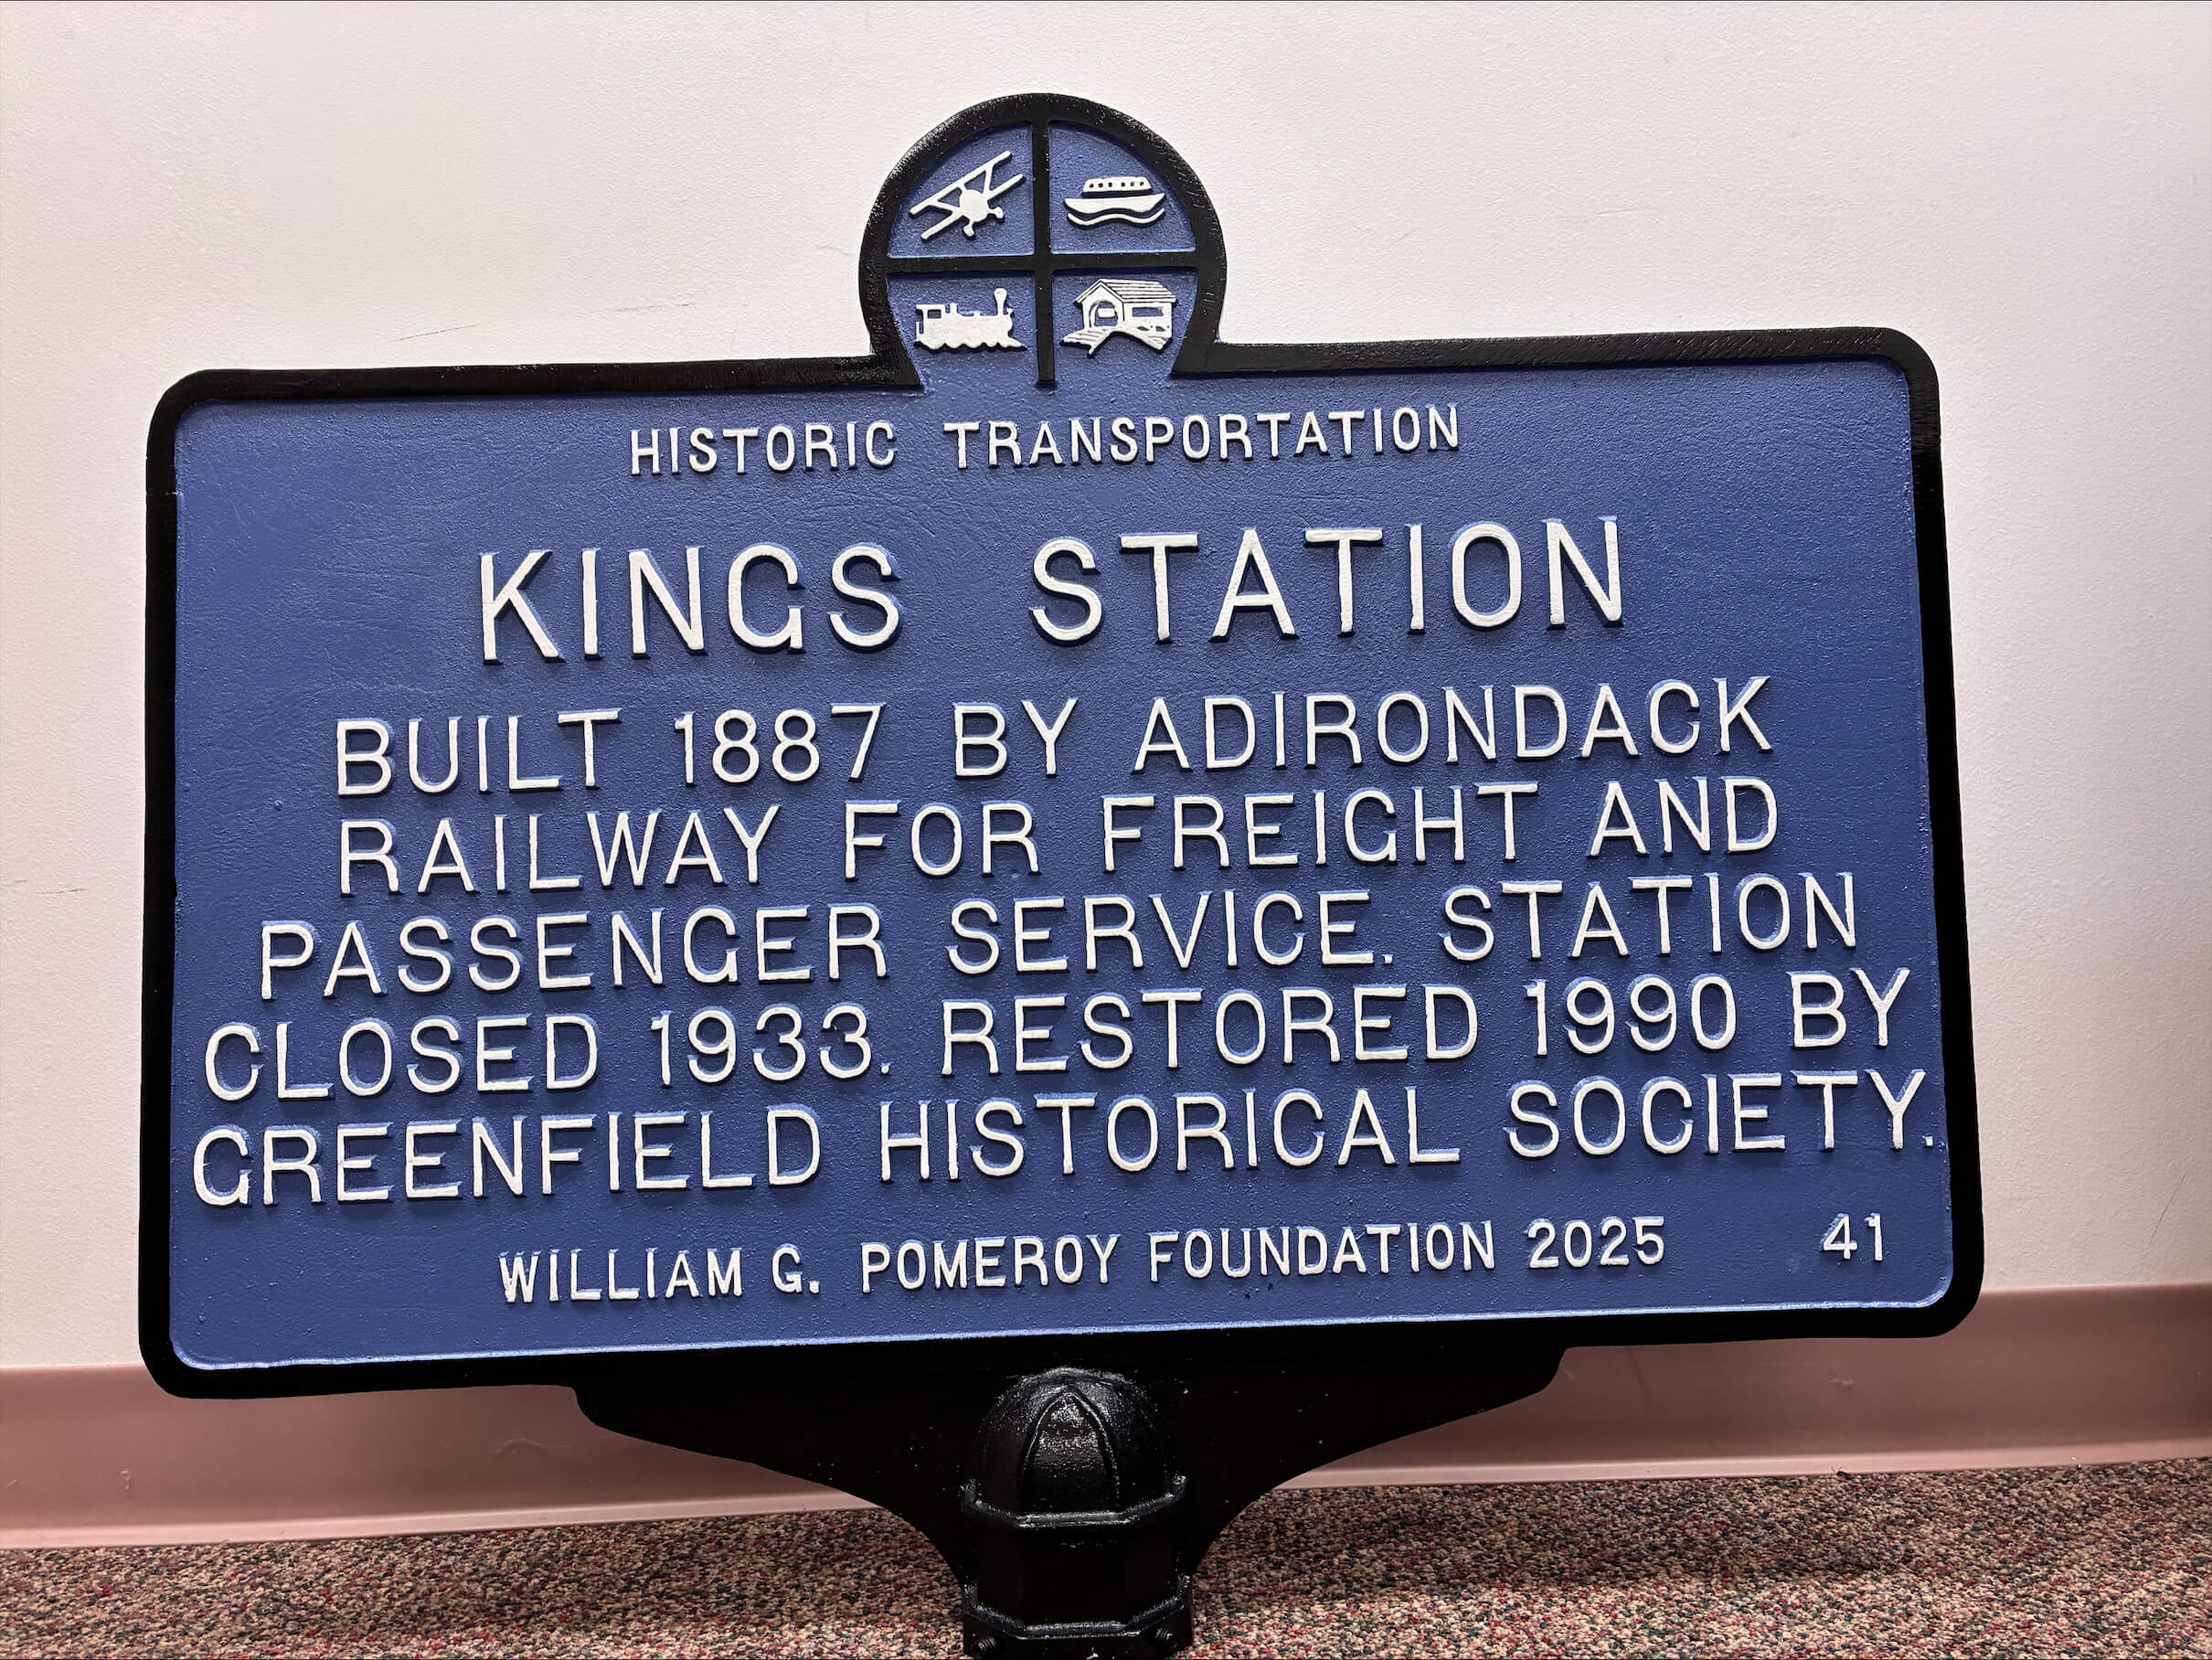 HISTORIC TRANSPORTATION
KINGS STATION
BUILT 1887 BY ADIRONDACK
RAILWAY FOR FREIGHT AND
PASSENGER SERVICE. STATION
CLOSED 1933. RESTORED 1990 BY
GREENFIELD HISTORICAL SOCIETY.
WILLIAM G. POMEROY FOUNDATION 2025 41